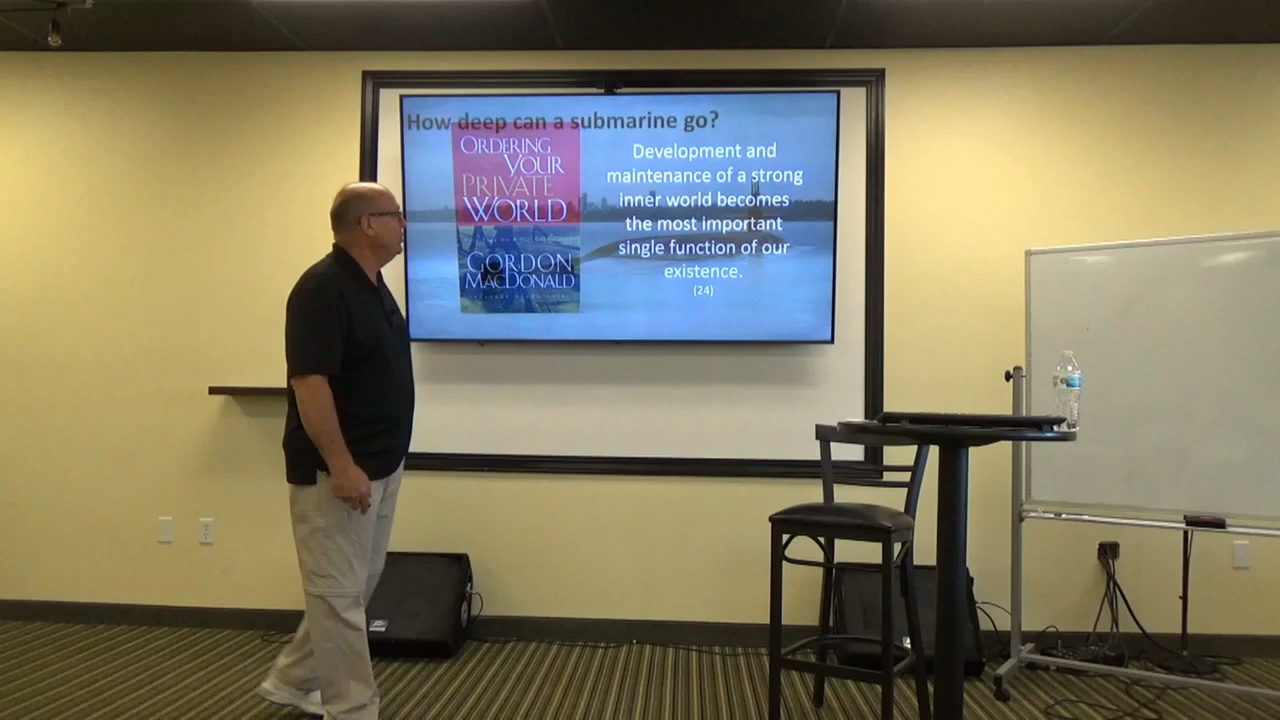 How deep can a submarine go?
ORDERING
YOUR
PRIVATE
WORLD
GORDON
MACDONALD
Development and
maintenance of a strong
inner world becomes
the most important
single function of our
existence.
(24)